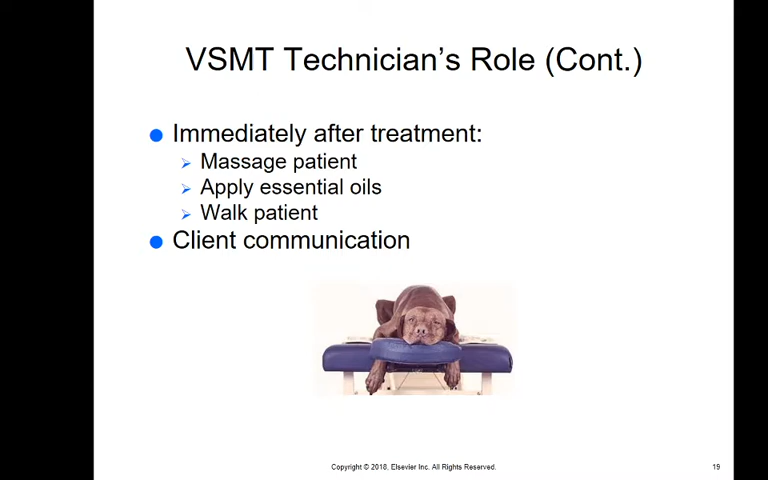 VSMT Technician's Role (Cont.)
Immediately after treatment:
Massage patient
Apply essential oils
Walk patient
Client communication
Copyright © 2018, Elsevier Inc. All Rights Reserved.
19